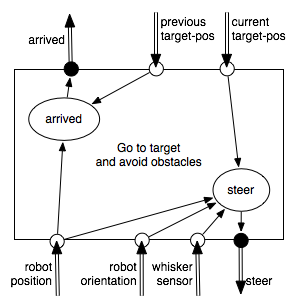 arrived
previous
target-pos
current
target-pos
arrived
Go to target
and avoid obstacles
steer
robot
position
robot
orientation
whisker
sensor
steer